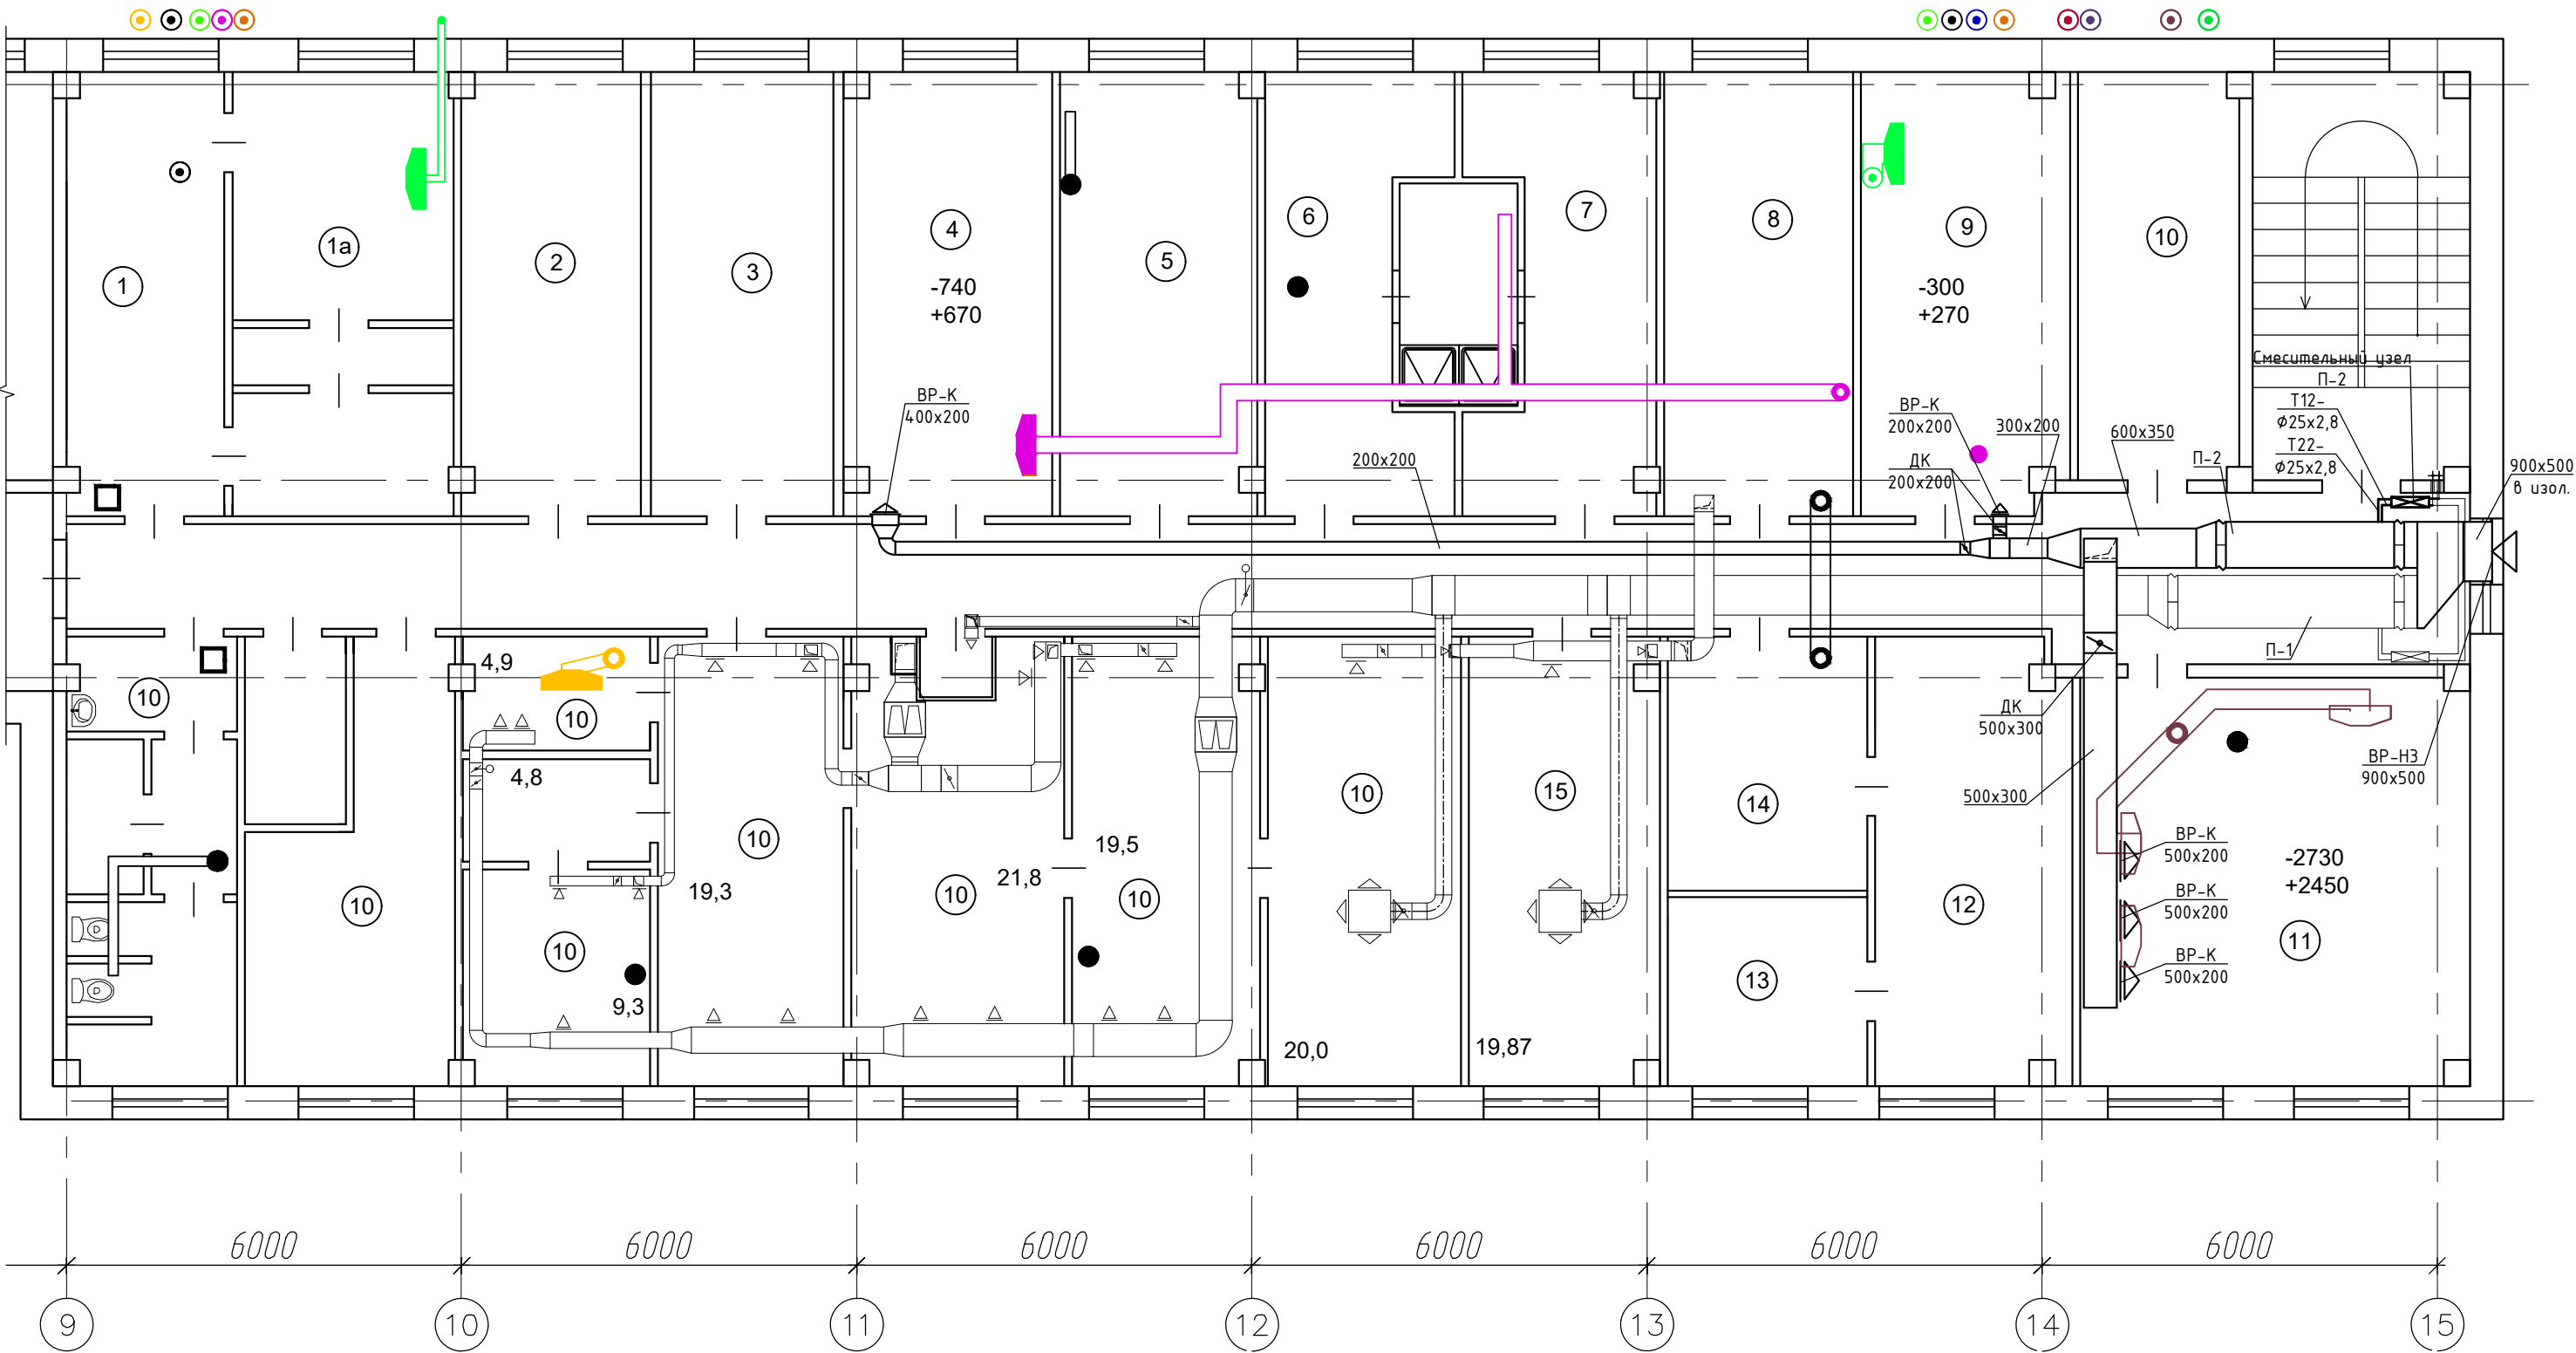 1
1а
2
3
4
-740
+670
5
6
7
8
9
-300
+270
10
ВР-К
400х200
200х200
ВР-К
200х200
ДК
200х200
300х200
600х350
П-2
Смесительный узел
П-2
Т12-
ϕ25х2,8
Т22-
ϕ25х2,8
900х500
в изол.
П-1
ВР-НЗ
900х500
ДК
500х300
500х300
ВР-К
500х200
ВР-К
500х200
ВР-К
500х200
-2730
+2450
11
12
13
14
15
19,87
10
20,0
10
19,5
10
21,8
10
19,3
4,9
10
4,8
10
9,3
10
10
6000
6000
6000
6000
6000
6000
9
10
11
12
13
14
15